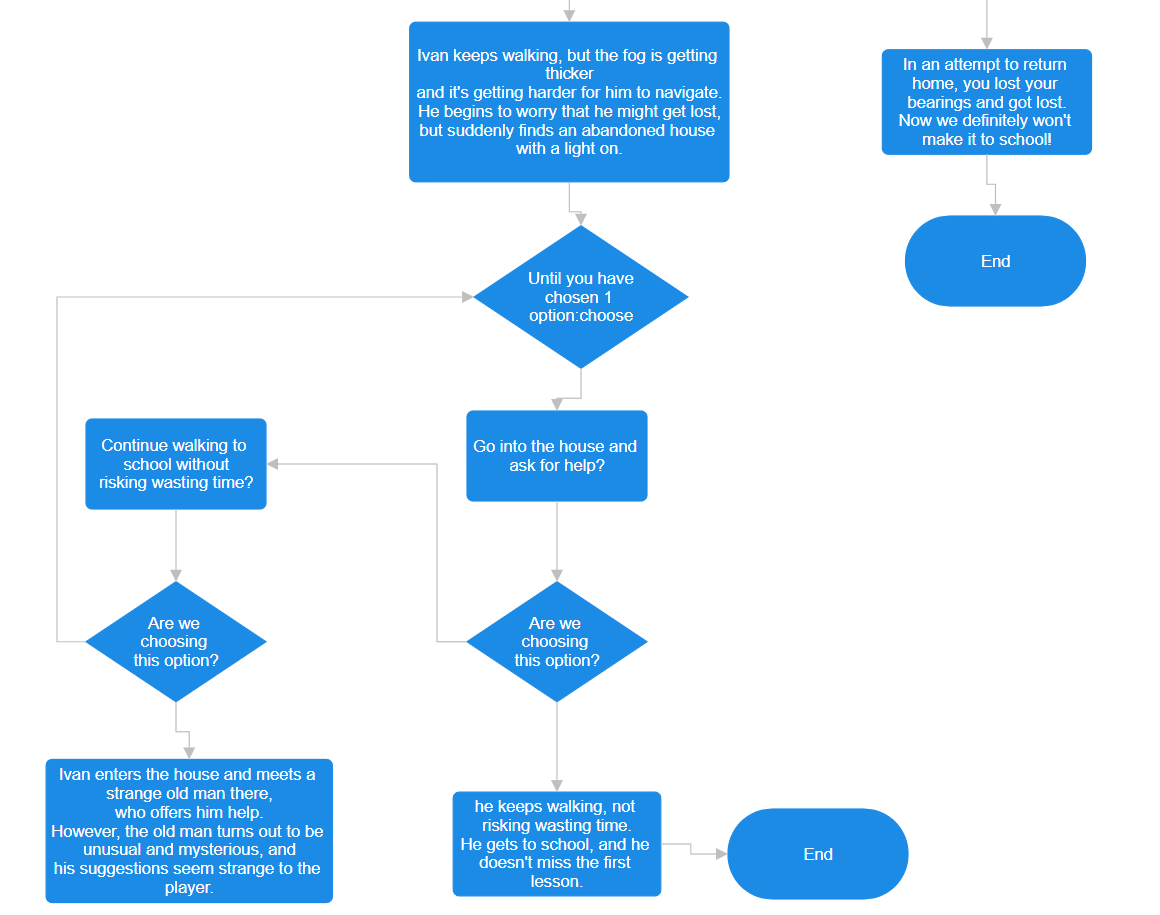 Ivan keeps walking, but the fog is getting
thicker
and it's getting harder for him to navigate.
He begins to worry that he might get lost,
but suddenly finds an abandoned house
with a light on.
In an attempt to return
home, you lost your
bearings and got lost.
Now we definitely won't
make it to school!
End
Until you have
chosen 1
option:choose
Continue walking to
school without
risking wasting time?
Go into the house and
ask for help?
Are we
choosing
this option?
Are we
choosing
this option?
Ivan enters the house and meets a
strange old man there,
who offers him help.
However, the old man turns out to be
unusual and mysterious, and
his suggestions seem strange to the
player.
he keeps walking, not
risking wasting time.
He gets to school, and he
doesn't miss the first
lesson.
End